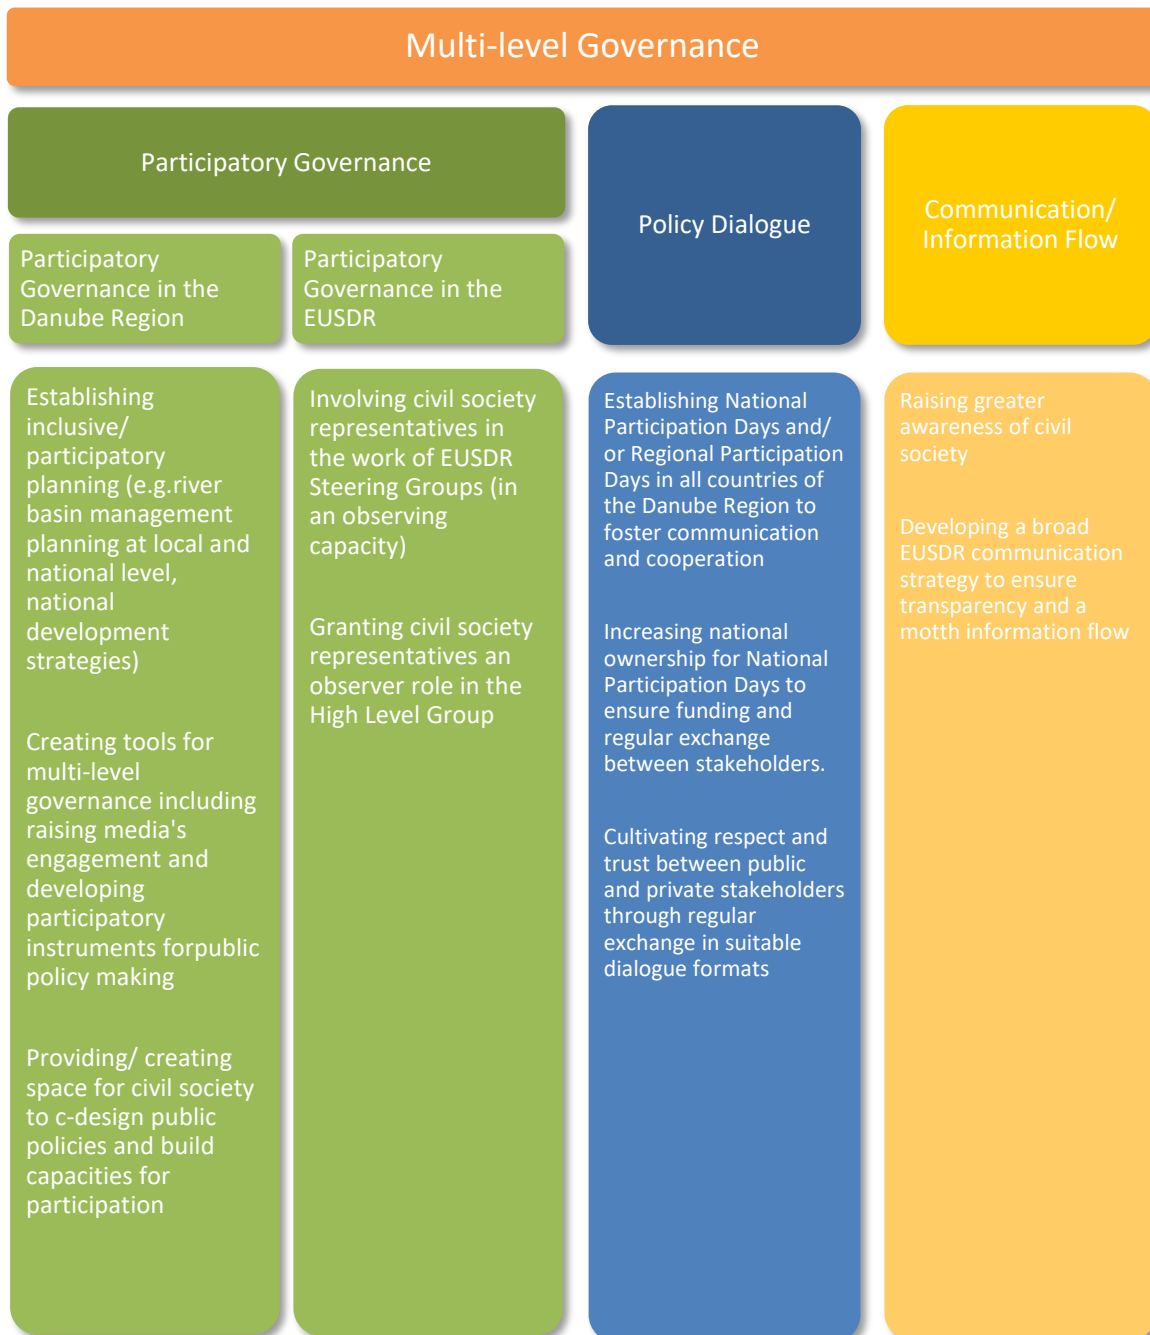 Multi-level Governance
Participatory Governance
Participatory
Governance in the
Danube Region
Participatory
Governance in the
EUSDR
Policy Dialogue
Communication/
Information Flow
Establishing
inclusive/
participatory
planning (e.g.river
basin management
planning at local and
national level,
national
development
strategies)
Creating tools for
multi-level
governance including
raising media's
engagement and
developing
participatory
instruments forpublic
policy making
Providing/ creating
space for civil society
to c-design public
policies and build
capacities for
participation
Involving civil society
representatives in
the work of EUSDR
Steering Groups (in
an observing
capacity)
Granting civil society
representatives an
observer role in the
High Level Group
Establishing National
Participation Days and/
or Regional Participation
Days in all countries of
the Danube Region to
foster communication
and cooperation
Increasing national
ownership for National
Participation Days to
ensure funding and
regular exchange
between stakeholders.
Cultivating respect and
trust between public
and private stakeholders
through regular
exchange in suitable
dialogue formats
Raising greater
awareness of civil
society
Developing a broad
EUSDR communication
strategy to ensure
transparency and a
motth information flow